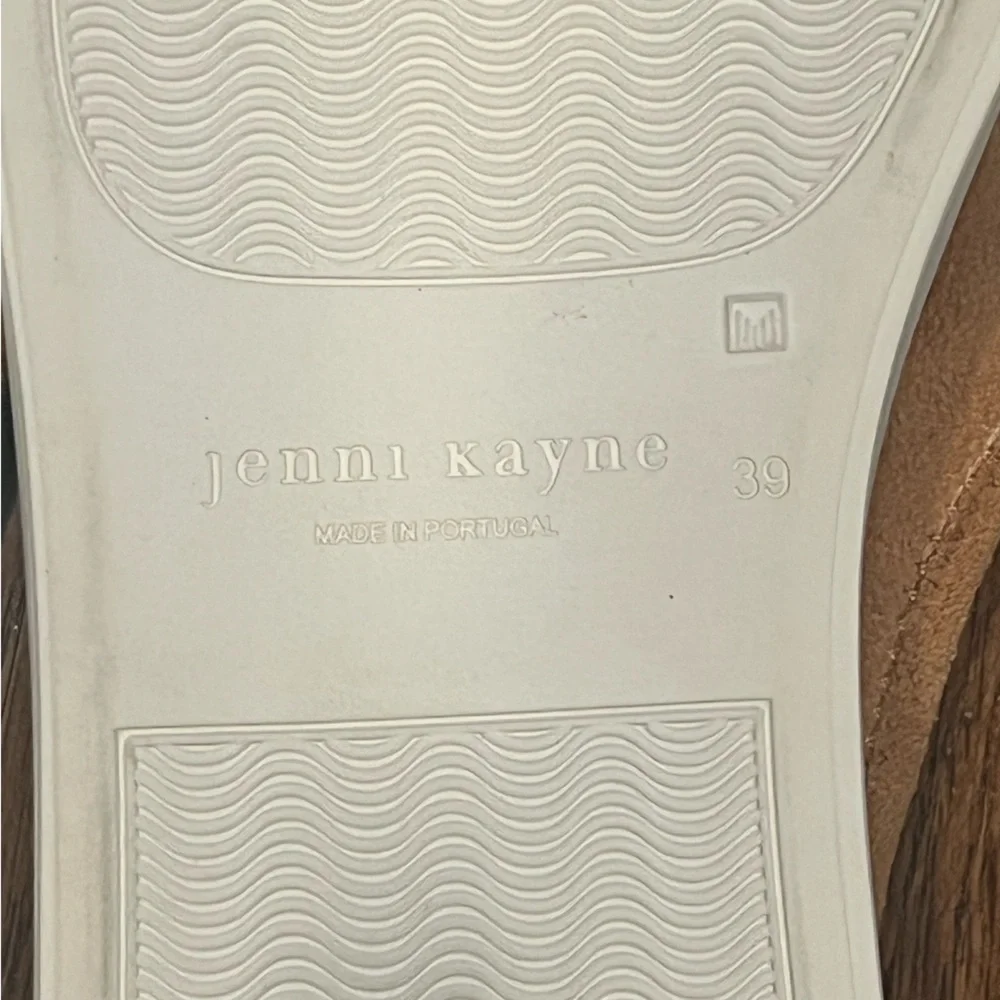 jenni kayne
39
MADE IN PORTUGAL